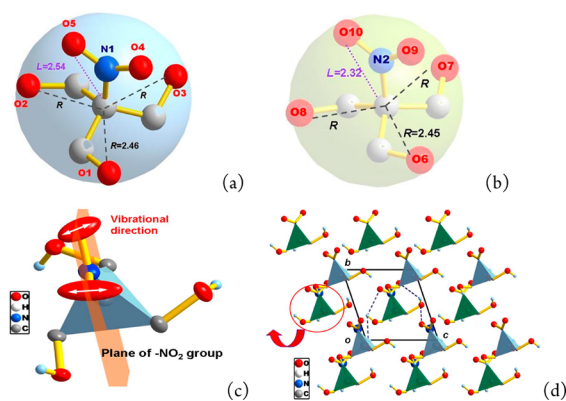 O5
N1
O4
L=2.54
O2
R
R
O3
R=2.46
O1
(a)
O10
N2
O9
L=2.32
O7
R
O8
R
R=2.45
O6
(b)
Vibrational
direction
O
H
N
C
Plane of -NO2 group
(c)
b
o
c
O
H
N
C
(d)